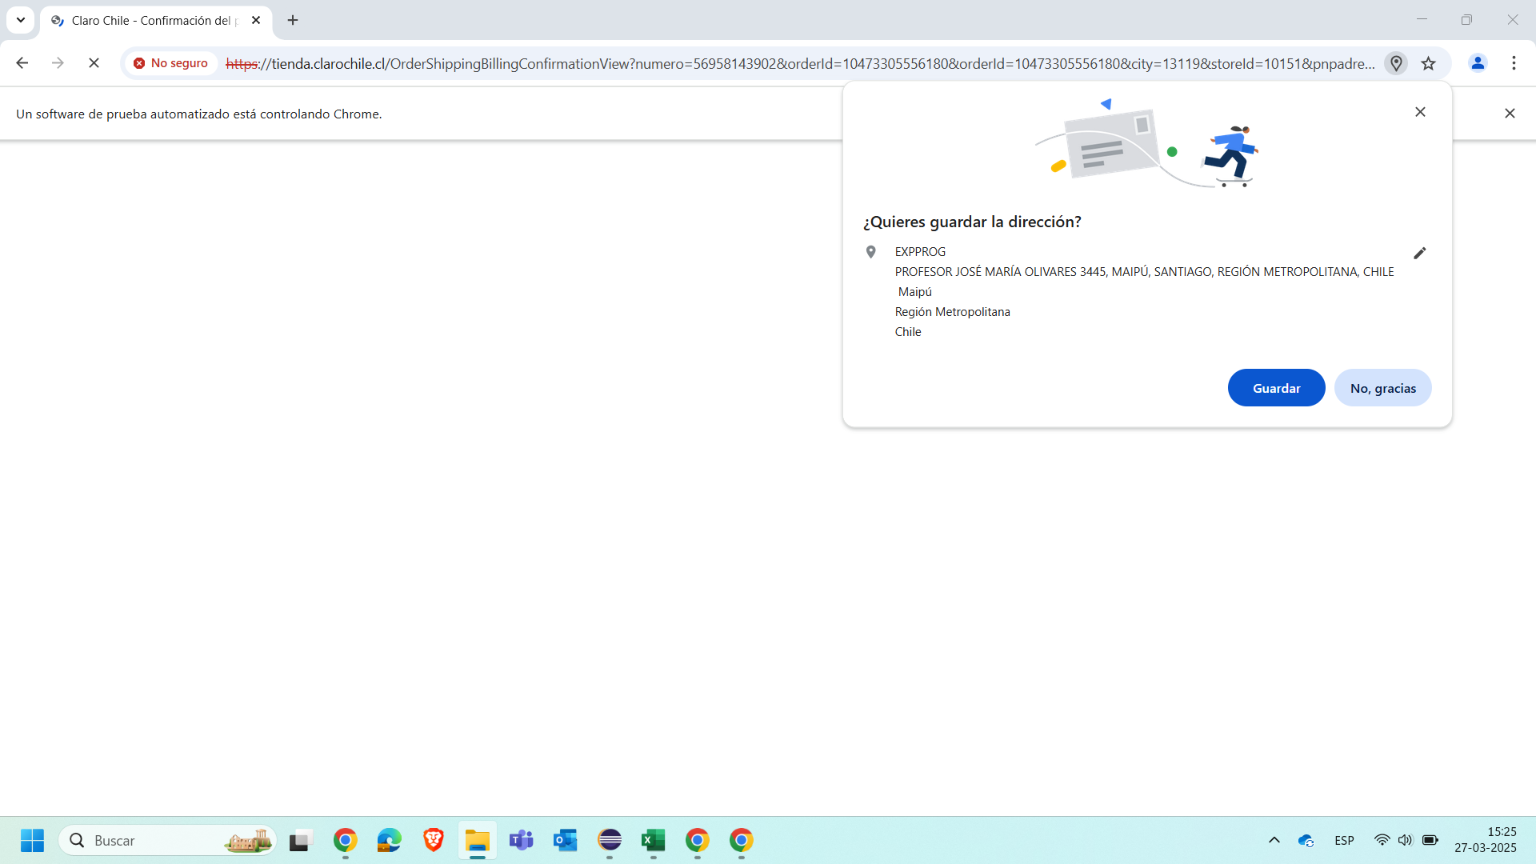 Claro Chile - Confirmación del p
No seguro
https://tienda.clarochile.cl/OrderShippingBillingConfirmationView?numero=56958143902&orderId=10473305556180&orderId=10473305556180&city=13119&storeId=10151&pnpadre...
Un software de prueba automatizado está controlando Chrome.
¿Quieres guardar la dirección?
EXPPROG
PROFESOR JOSÉ MARÍA OLIVARES 3445, MAIPÚ, SANTIAGO, REGIÓN METROPOLITANA, CHILE
Maipú
Región Metropolitana
Chile
Guardar
No, gracias
Buscar
ESP
15:25
27-03-2025